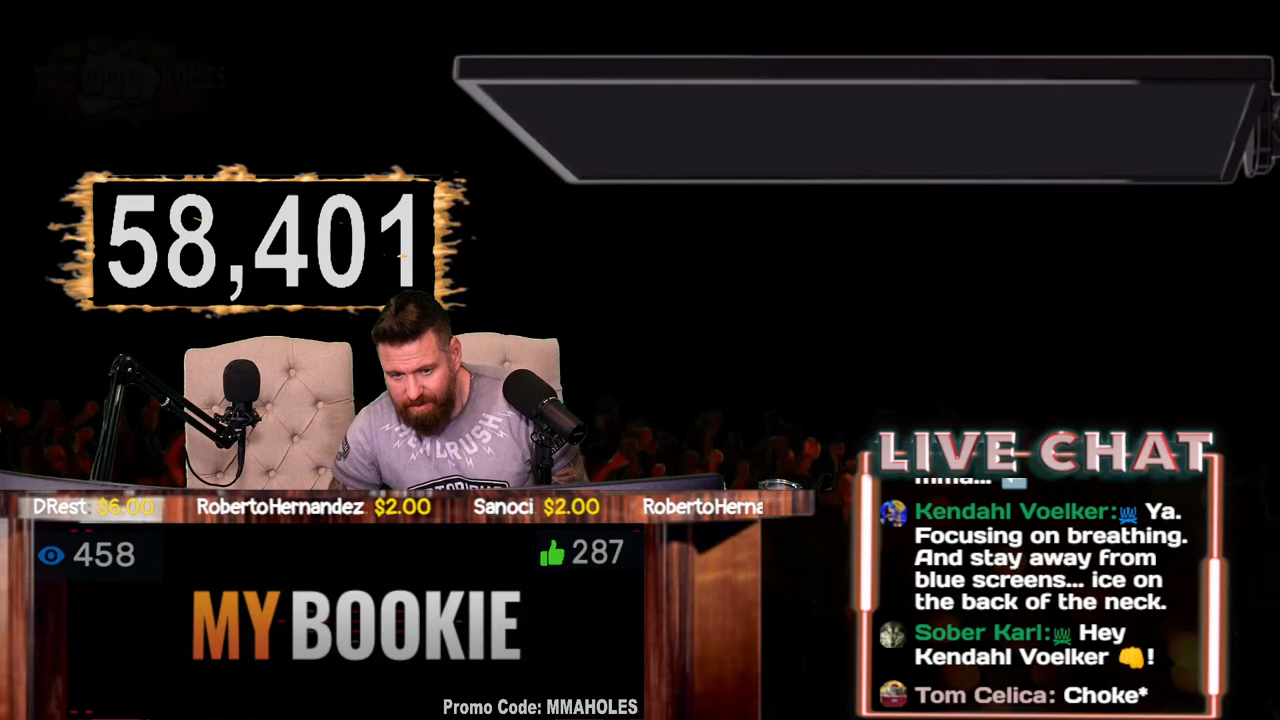 58,401
DRest $6.00 RobertoHernandez $2.00 Sanoci $2.00 RobertoHerna
458
287
MYBOOKIE
Promo Code: MMAHOLES
LIVE CHAT
Kendahl Voelker: Ya.
Focusing on breathing.
And stay away from
blue screens... ice on
the back of the neck.
Sober Karl: Hey
Kendahl Voelker 👊!
Tom Celica: Choke*